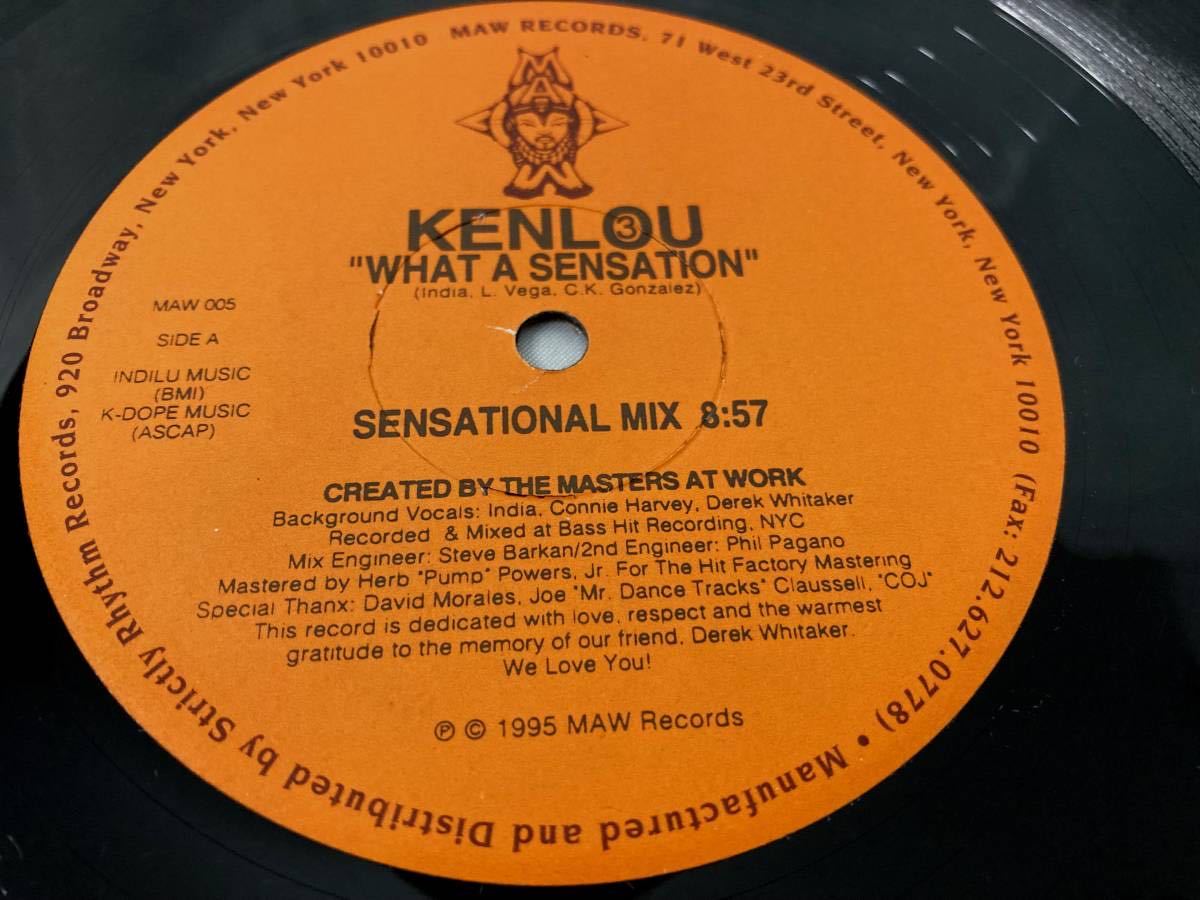 MAW RECORDS, 71 West 23rd Street, New York, New York 10010 (Fax: 212.627.0778) • Manufactured and Distributed by Strictly Rhythm Records, 920 Broadway, New York, New York 10010
MAW
KENLOU
3
"WHAT A SENSATION"
(India, L. Vega, C.K. Gonzalez)
MAW 005
SIDE A
INDILU MUSIC
(BMI)
K-DOPE MUSIC
(ASCAP)
SENSATIONAL MIX 8:57
CREATED BY THE MASTERS AT WORK
Background Vocals: India, Connie Harvey, Derek Whitaker
Recorded & Mixed at Bass Hit Recording, NYC
Mix Engineer: Steve Barkan/2nd Engineer: Phil Pagano
Mastered by Herb "Pump" Powers, Jr. For The Hit Factory Mastering
Special Thanx: David Morales, Joe "Mr. Dance Tracks" Claussell, "COJ"
This record is dedicated with love, respect and the warmest
gratitude to the memory of our friend, Derek Whitaker.
We Love You!
℗ © 1995 MAW Records